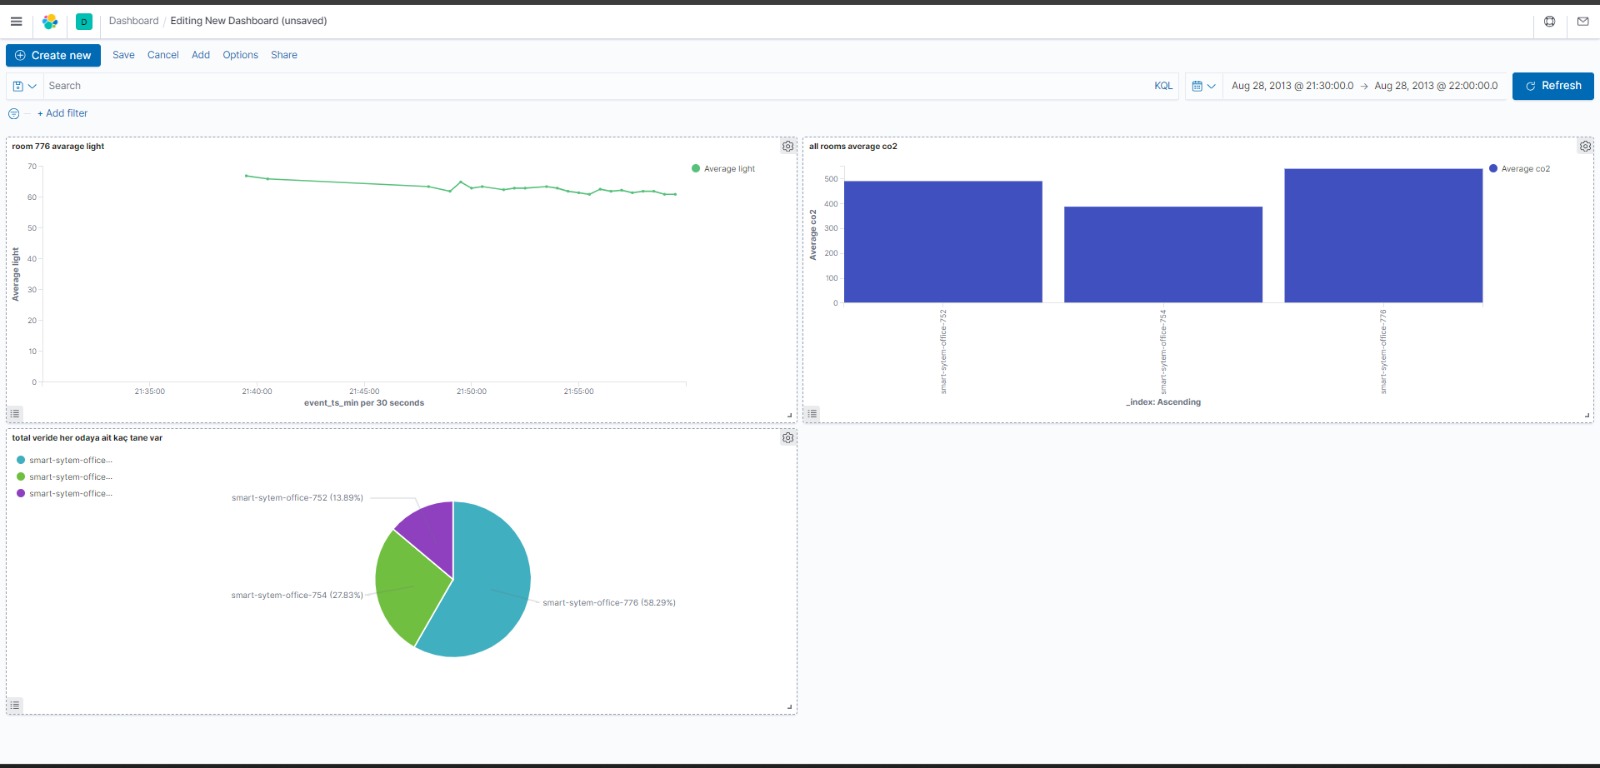 D Dashboard / Editing New Dashboard (unsaved)
Create new Save Cancel Add Options Share
Search KQL Aug 28, 2013 @ 21:30:00.0 → Aug 28, 2013 @ 22:00:00.0 Refresh
+ Add filter
room 776 avarage light
Average light
70
60
50
40
30
20
10
0
Average light
21:35:00 21:40:00 21:45:00 21:50:00 21:55:00
event_ts_min per 30 seconds
all rooms average co2
Average co2
500
400
300
200
100
0
Average co2
smart-sytem-office-752
smart-sytem-office-754
smart-sytem-office-776
_index: Ascending
total veride her odaya ait kaç tane var
smart-sytem-office-...
smart-sytem-office-...
smart-sytem-office-...
smart-sytem-office-752 (13.89%)
smart-sytem-office-754 (27.83%)
smart-sytem-office-776 (58.29%)